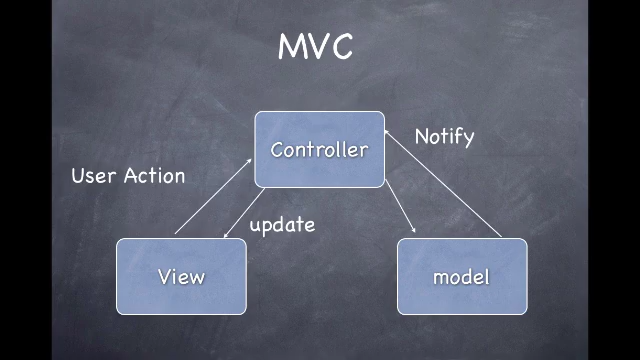 MVC
Controller
Notify
User Action
update
View
model